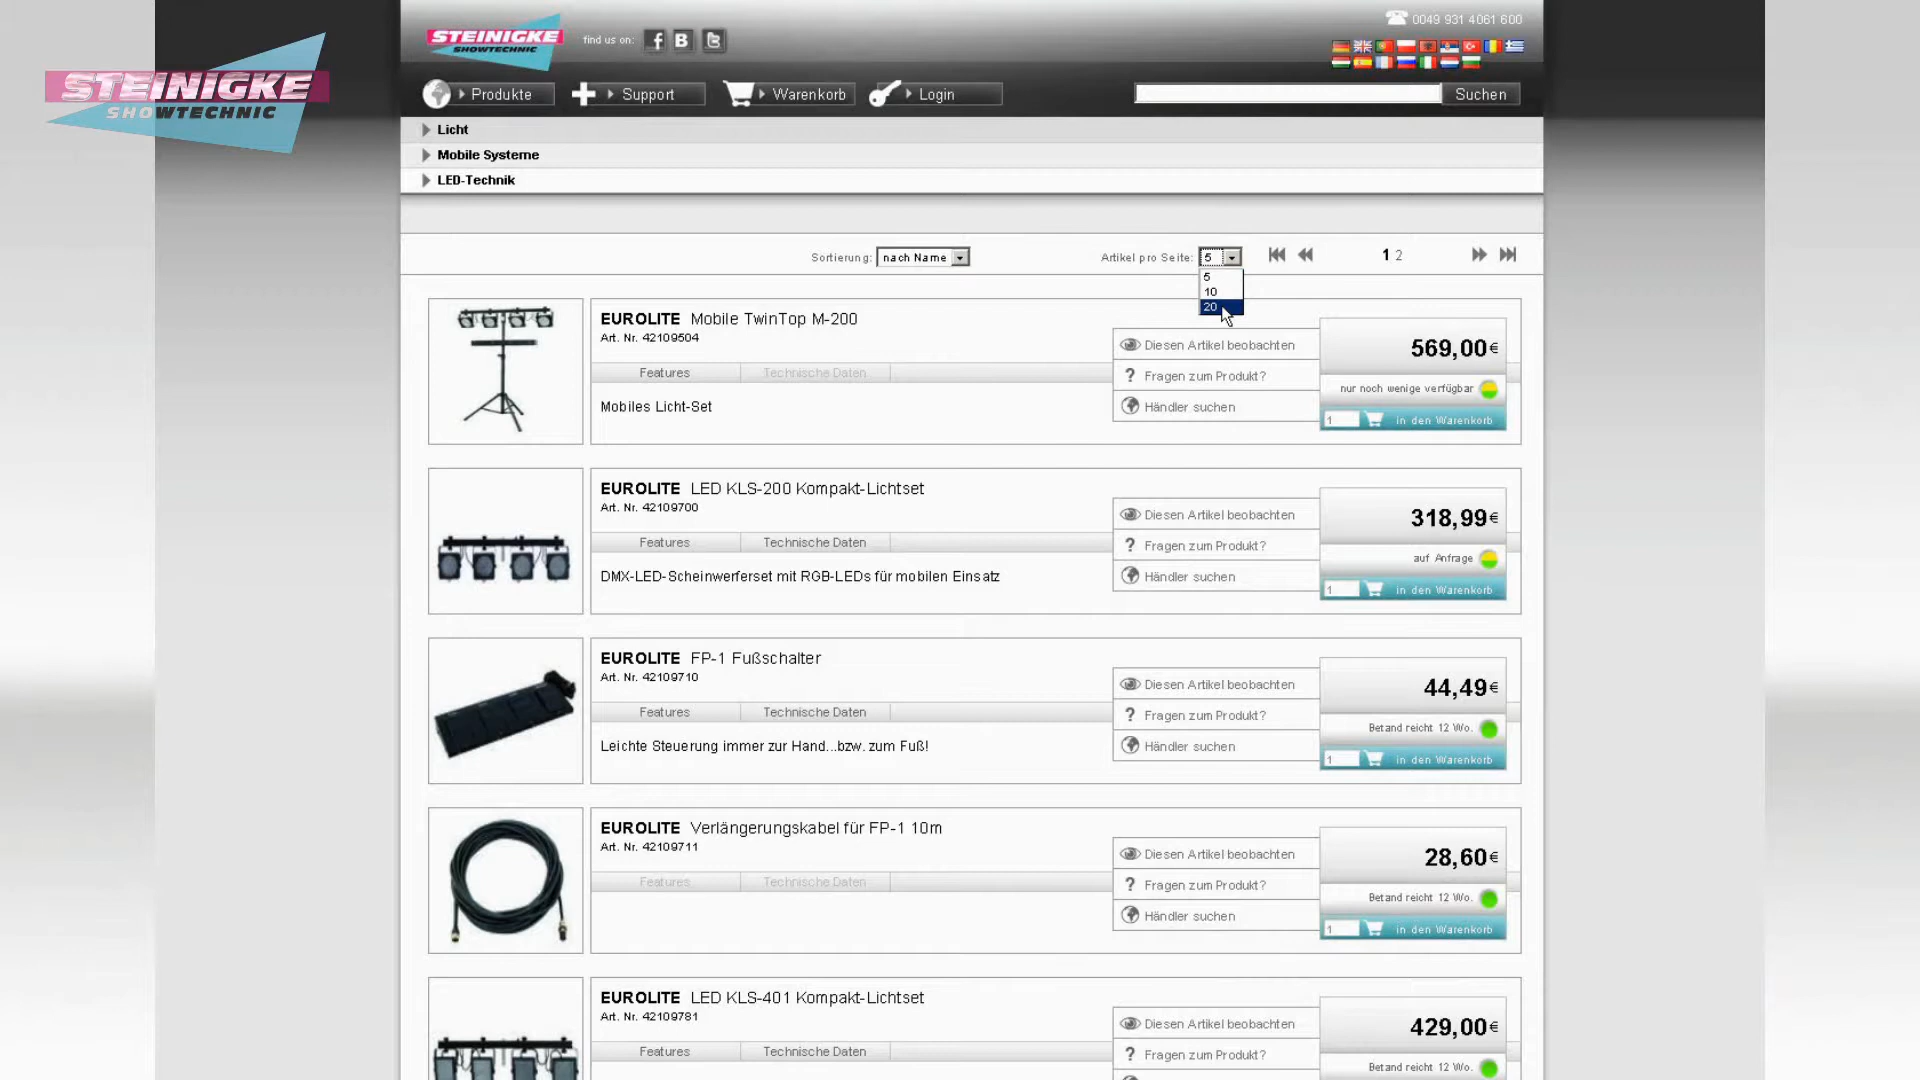 STEINIGKE
SHOWTECHNIC
STEINIGKE
SHOWTECHNIC
find us on:
0049 931 4061 600
Produkte
Support
Warenkorb
Login
Suchen
Licht
Mobile Systeme
LED-Technik
Sortierung: nach Name
Artikel pro Seite: 5
1 2
5
10
20
EUROLITE Mobile TwinTop M-200
Art. Nr. 42109504
Features Technische Daten
Mobiles Licht-Set
Diesen Artikel beobachten
? Fragen zum Produkt?
Händler suchen
569,00€
nur noch wenige verfügbar
1 in den Warenkorb
EUROLITE LED KLS-200 Kompakt-Lichtset
Art. Nr. 42109700
Features Technische Daten
DMX-LED-Scheinwerferset mit RGB-LEDs für mobilen Einsatz
Diesen Artikel beobachten
? Fragen zum Produkt?
Händler suchen
318,99€
auf Anfrage
1 in den Warenkorb
EUROLITE FP-1 Fußschalter
Art. Nr. 42109710
Features Technische Daten
Leichte Steuerung immer zur Hand...bzw. zum Fuß!
Diesen Artikel beobachten
? Fragen zum Produkt?
Händler suchen
44,49€
Betand reicht 12 Wo.
1 in den Warenkorb
EUROLITE Verlängerungskabel für FP-1 10m
Art. Nr. 42109711
Features Technische Daten
Diesen Artikel beobachten
? Fragen zum Produkt?
Händler suchen
28,60€
Betand reicht 12 Wo.
1 in den Warenkorb
EUROLITE LED KLS-401 Kompakt-Lichtset
Art. Nr. 42109781
Features Technische Daten
Diesen Artikel beobachten
? Fragen zum Produkt?
429,00€
Betand reicht 12 Wo.